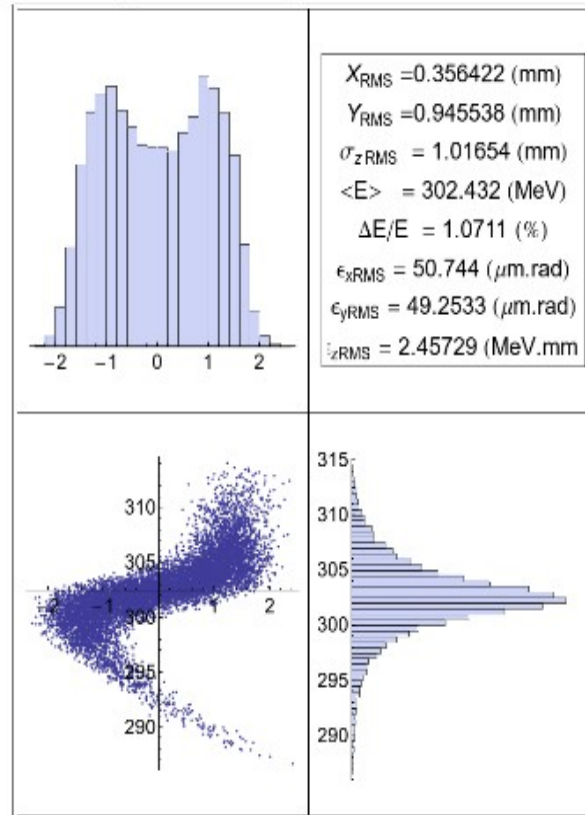 X_RMS =0.356422 (mm)
Y_RMS =0.945538 (mm)
σ_z RMS = 1.01654 (mm)
<E> = 302.432 (MeV)
ΔE/E = 1.0711 (%)
ϵ_xRMS = 50.744 (μm.rad)
ϵ_yRMS = 49.2533 (μm.rad)
_zRMS = 2.45729 (MeV.mm
-2 -1 0 1 2
310
305
-2 -1 1 2
300
295
290
315
310
305
300
295
290